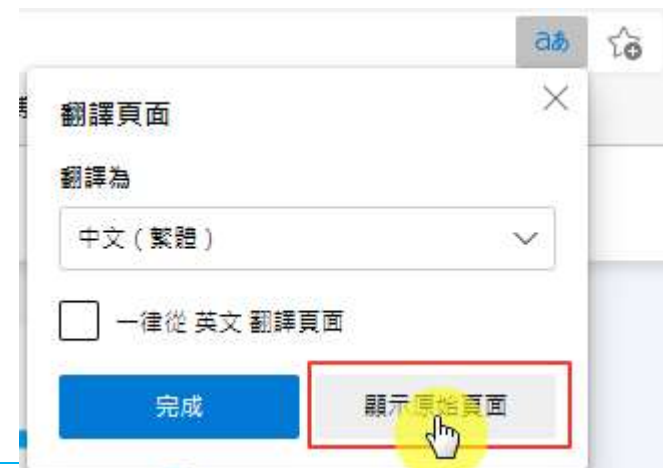 aあ
翻譯頁面
翻譯為
中文（繁體）
一律從 英文 翻譯頁面
完成
顯示原始頁面